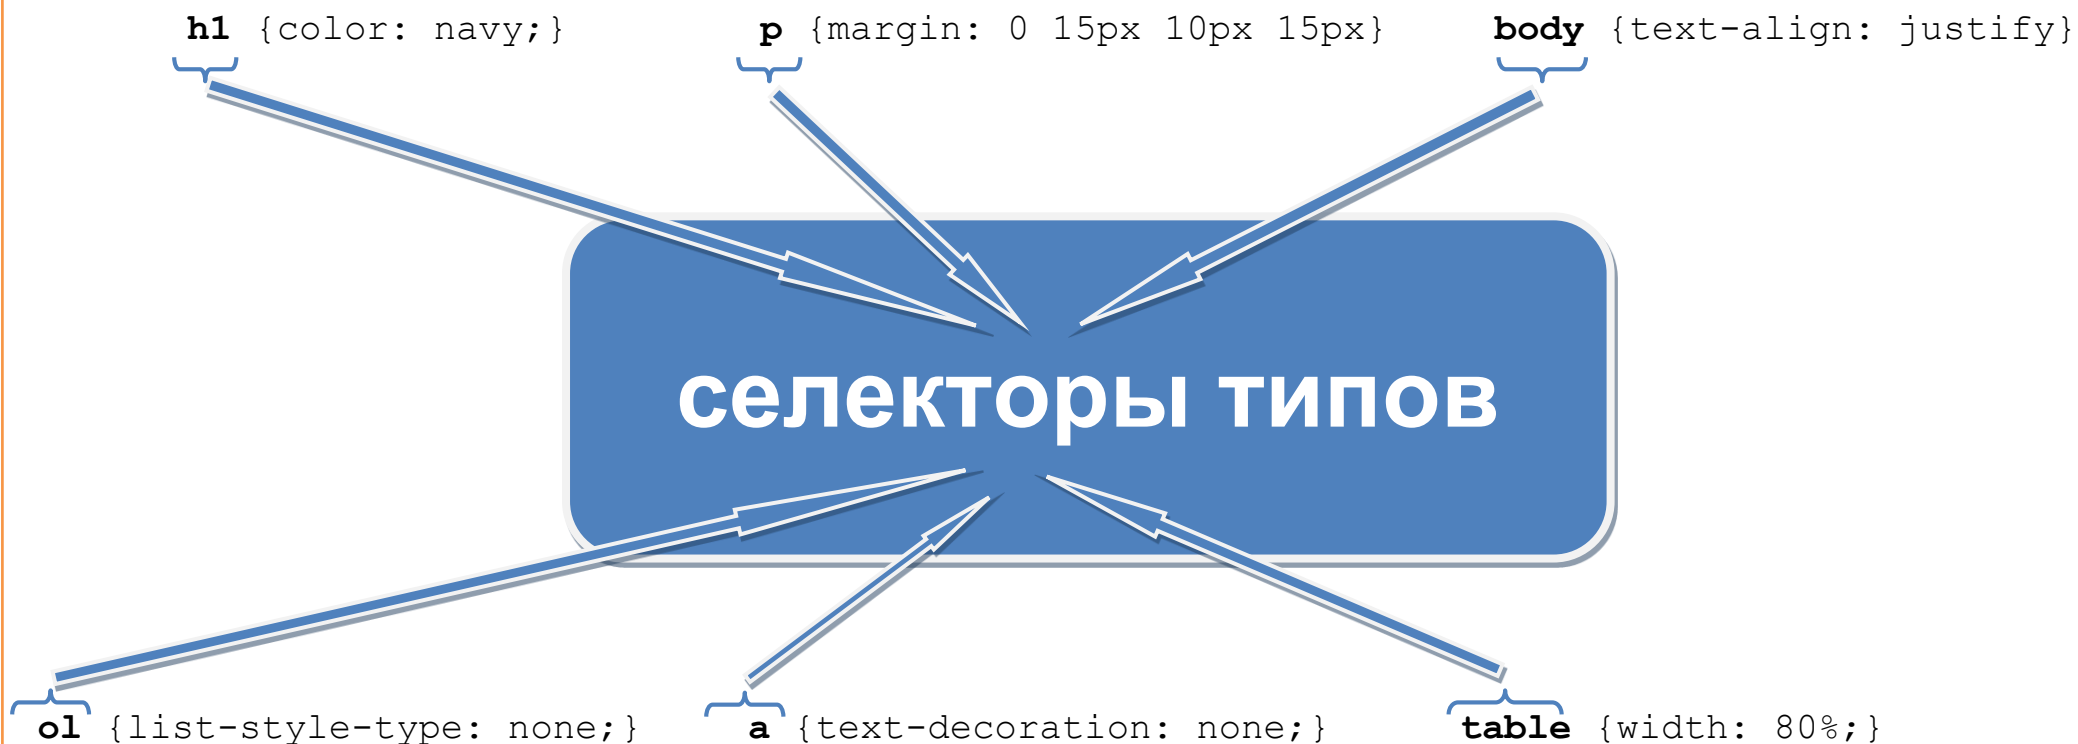 h1 {color: navy;} p {margin: 0 15px 10px 15px} body {text-align: justify}
селекторы типов
ol {list-style-type: none;} a {text-decoration: none;} table {width: 80%;}